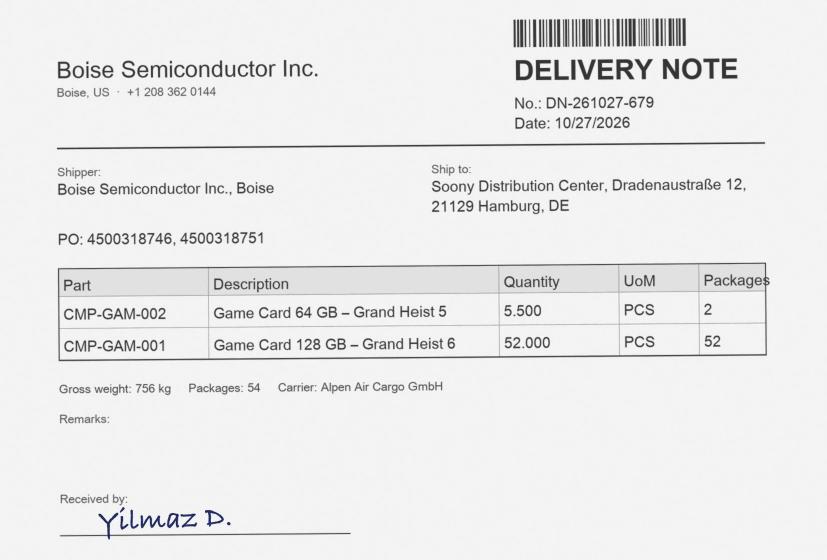 Boise Semiconductor Inc.
Boise, US · +1 208 362 0144
DELIVERY NOTE
No.: DN-261027-679
Date: 10/27/2026
Shipper:
Boise Semiconductor Inc., Boise
Ship to:
Soony Distribution Center, Dradenaustraße 12,
21129 Hamburg, DE
PO: 4500318746, 4500318751
Part Description Quantity UoM Packages
CMP-GAM-002 Game Card 64 GB – Grand Heist 5 5.500 PCS 2
CMP-GAM-001 Game Card 128 GB – Grand Heist 6 52.000 PCS 52
Gross weight: 756 kg Packages: 54 Carrier: Alpen Air Cargo GmbH
Remarks:
Received by:
Yilmaz D.